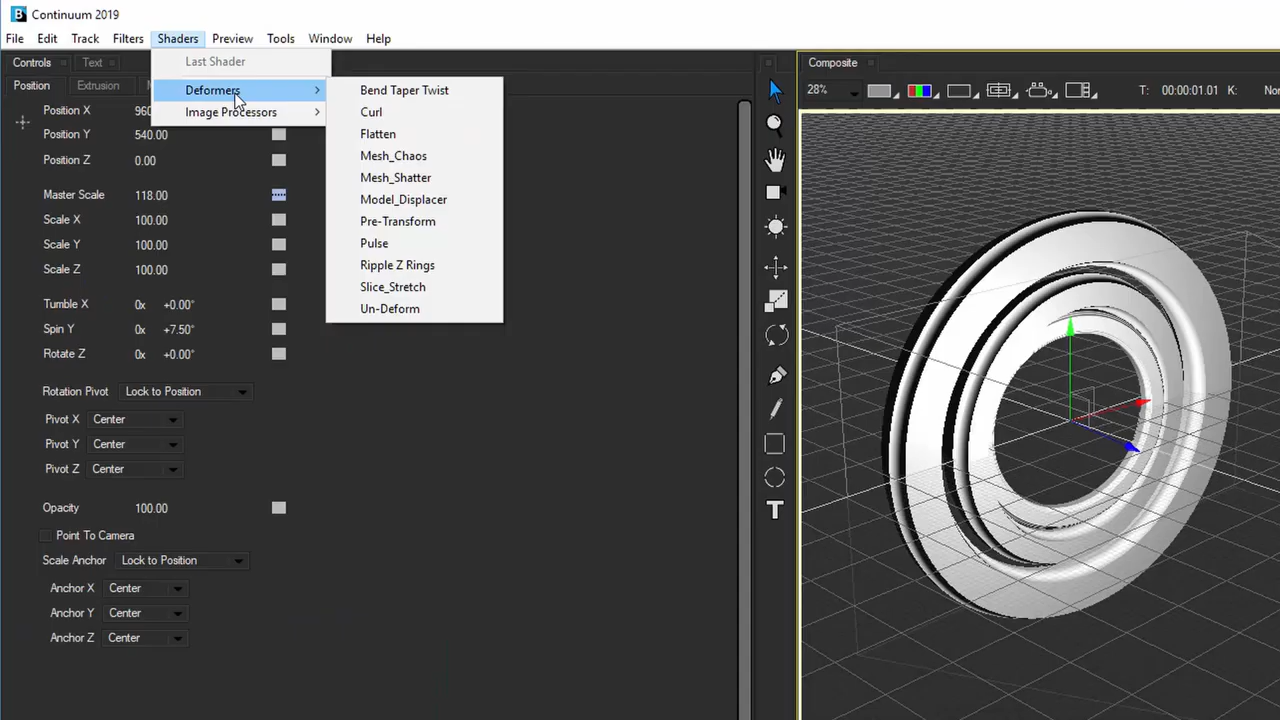 Continuum 2019
File Edit Track Filters Shaders Preview Tools Window Help
Controls Text
Position Extrusion
Last Shader
Deformers
Image Processors
Bend Taper Twist
Curl
Flatten
Mesh_Chaos
Mesh_Shatter
Model_Displacer
Pre-Transform
Pulse
Ripple Z Rings
Slice_Stretch
Un-Deform
Position X
Position Y 540.00
Position Z 0.00
Master Scale 118.00
Scale X 100.00
Scale Y 100.00
Scale Z 100.00
Tumble X 0x +0.00°
Spin Y 0x +7.50°
Rotate Z 0x +0.00°
Rotation Pivot Lock to Position
Pivot X Center
Pivot Y Center
Pivot Z Center
Opacity 100.00
Point To Camera
Scale Anchor Lock to Position
Anchor X Center
Anchor Y Center
Anchor Z Center
T
Composite
28% T: 00:00:01.01 K: